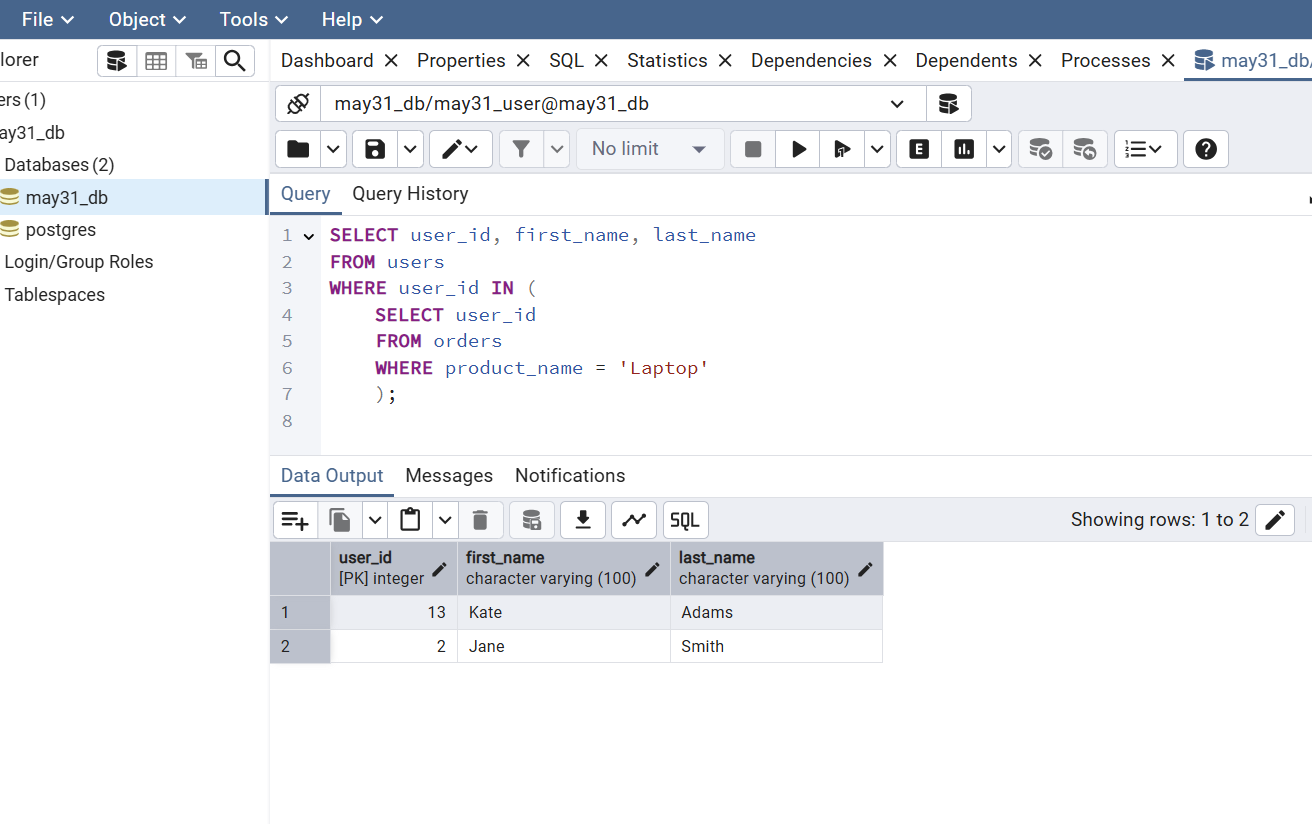 File Object Tools Help
lorer
Dashboard Properties SQL Statistics Dependencies Dependents Processes may31_db/
ers (1)
ay31_db
Databases (2)
may31_db
postgres
Login/Group Roles
Tablespaces
may31_db/may31_user@may31_db
No limit
E
Query Query History
1 SELECT user_id, first_name, last_name
2 FROM users
3 WHERE user_id IN (
4 SELECT user_id
5 FROM orders
6 WHERE product_name = 'Laptop'
7 );
8
Data Output Messages Notifications
SQL
Showing rows: 1 to 2
user_id first_name last_name
[PK] integer character varying (100) character varying (100)
1 13 Kate Adams
2 2 Jane Smith